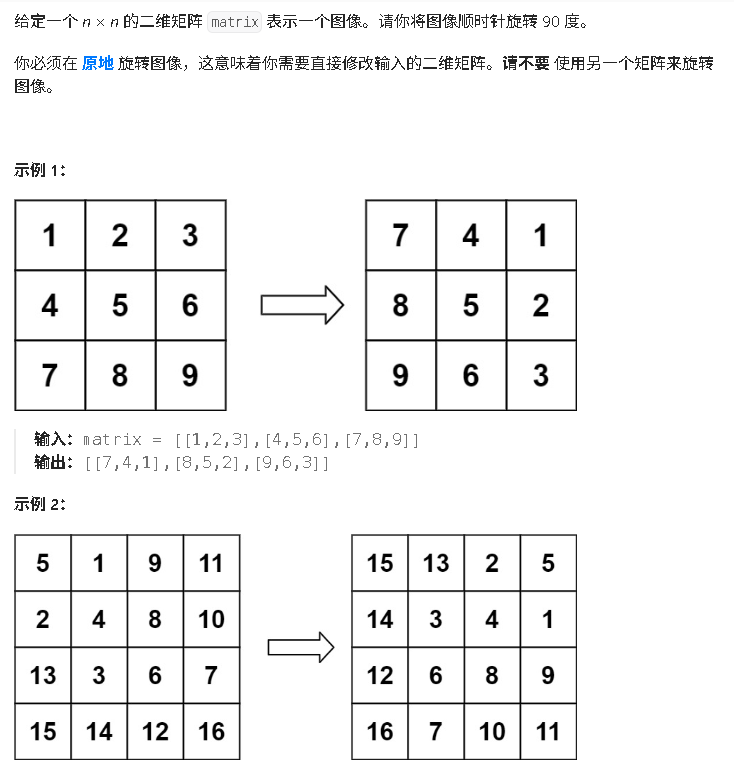 给定一个 n × n 的二维矩阵 matrix 表示一个图像。请你将图像顺时针旋转 90 度。
你必须在 原地 旋转图像，这意味着你需要直接修改输入的二维矩阵。请不要 使用另一个矩阵来旋转
图像。
示例 1：
1 2 3 7 4 1
4 5 6 8 5 2
7 8 9 9 6 3
输入：matrix = [[1,2,3],[4,5,6],[7,8,9]]
输出：[[7,4,1],[8,5,2],[9,6,3]]
示例 2：
5 1 9 11 15 13 2 5
2 4 8 10 14 3 4 1
13 3 6 7 12 6 8 9
15 14 12 16 16 7 10 11